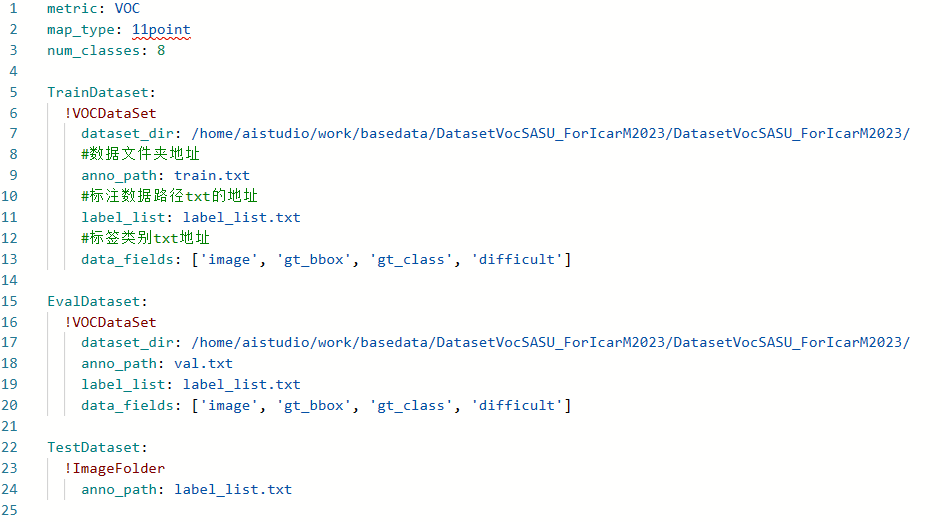 1 metric: VOC
2 map_type: 11point
3 num_classes: 8
4
5 TrainDataset:
6   !VOCDataSet
7     dataset_dir: /home/aistudio/work/basedata/DatasetVocSASU_ForIcarM2023/DatasetVocSASU_ForIcarM2023/
8     #数据文件夹地址
9     anno_path: train.txt
10     #标注数据路径txt的地址
11     label_list: label_list.txt
12     #标签类别txt地址
13     data_fields: ['image', 'gt_bbox', 'gt_class', 'difficult']
14
15 EvalDataset:
16   !VOCDataSet
17     dataset_dir: /home/aistudio/work/basedata/DatasetVocSASU_ForIcarM2023/DatasetVocSASU_ForIcarM2023/
18     anno_path: val.txt
19     label_list: label_list.txt
20     data_fields: ['image', 'gt_bbox', 'gt_class', 'difficult']
21
22 TestDataset:
23   !ImageFolder
24     anno_path: label_list.txt
25